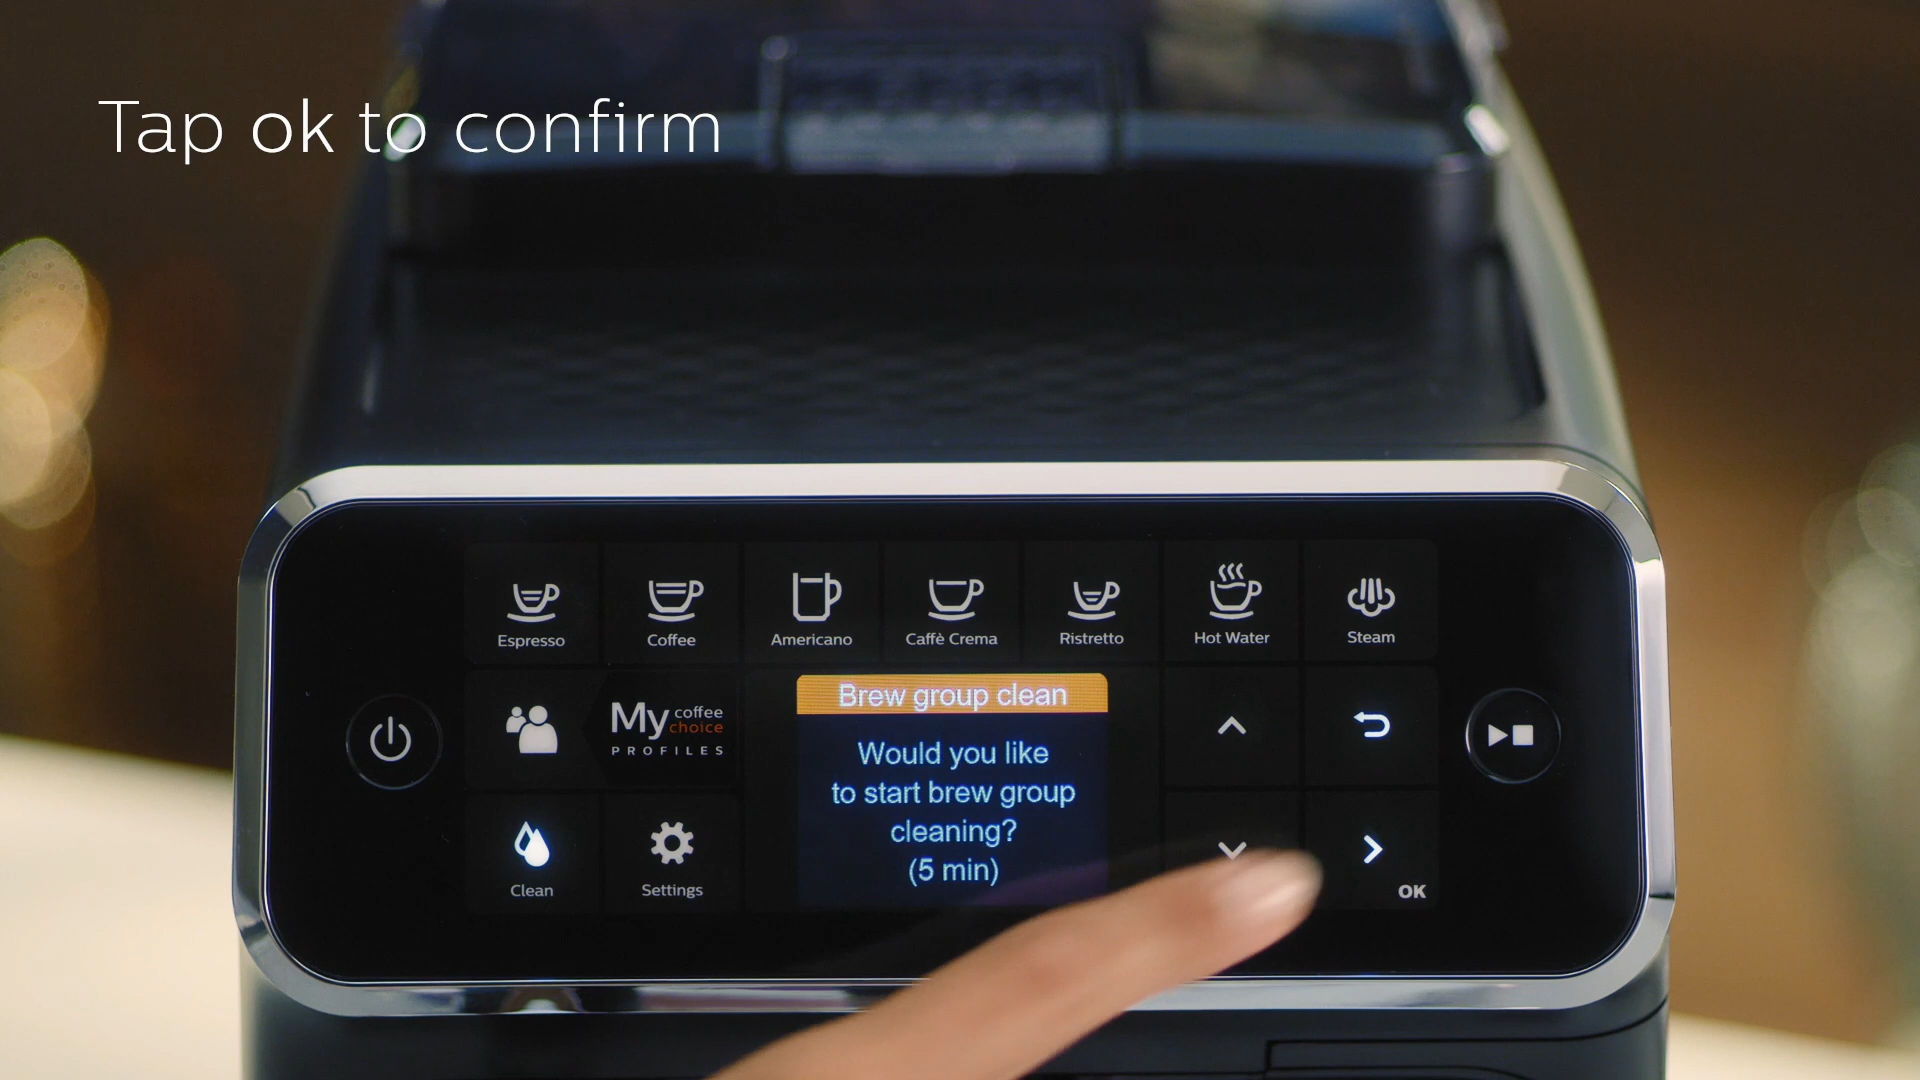 Tap ok to confirm
Espresso
Coffee
Americano
Caffè Crema
Ristretto
Hot Water
Steam
My coffee choice
PROFILES
Brew group clean
Would you like
to start brew group
cleaning?
(5 min)
Clean
Settings
OK